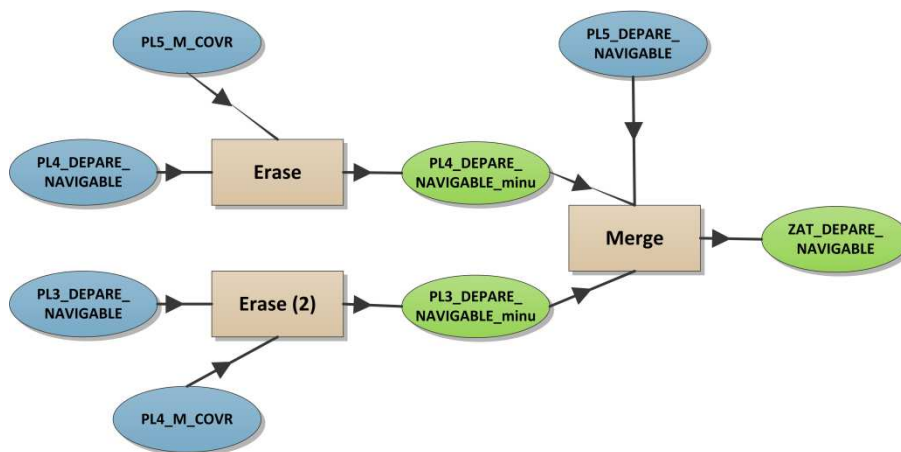 PL5_M_COVR
PL5_DEPARE_
NAVIGABLE
PL4_DEPARE_
NAVIGABLE
Erase
PL4_DEPARE_
NAVIGABLE_minu
Merge
ZAT_DEPARE_
NAVIGABLE
PL3_DEPARE_
NAVIGABLE
Erase (2)
PL3_DEPARE_
NAVIGABLE_minu
PL4_M_COVR